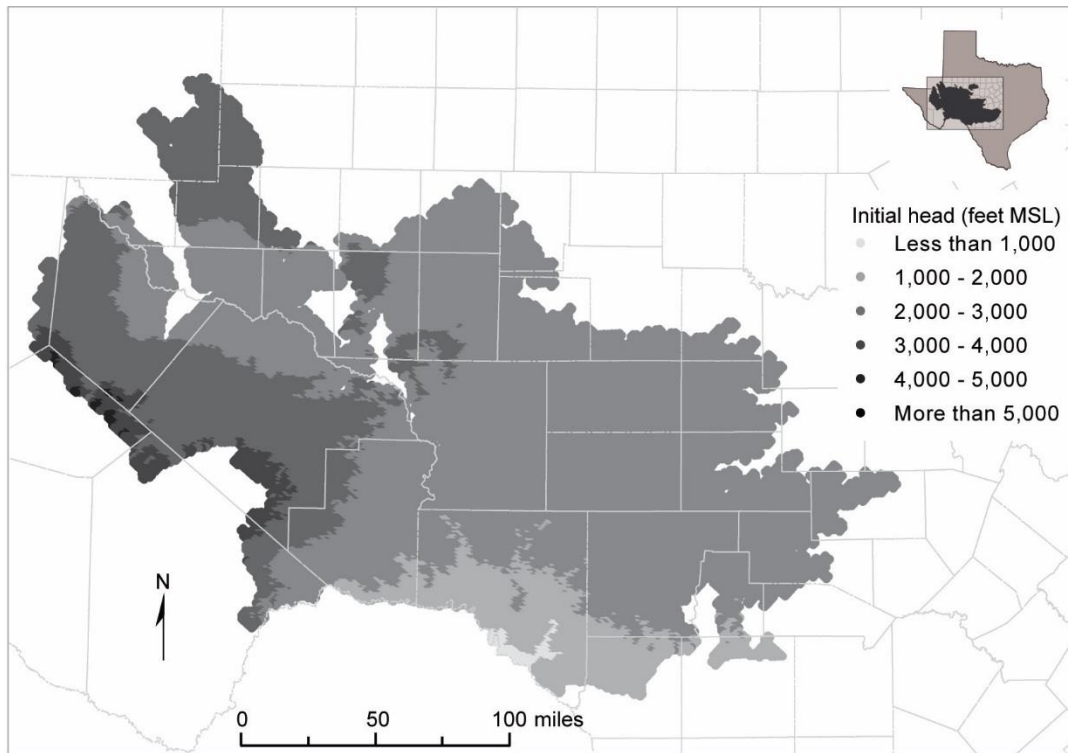 Initial head (feet MSL)
Less than 1,000
1,000 - 2,000
2,000 - 3,000
3,000 - 4,000
4,000 - 5,000
More than 5,000
N
0 50 100 miles